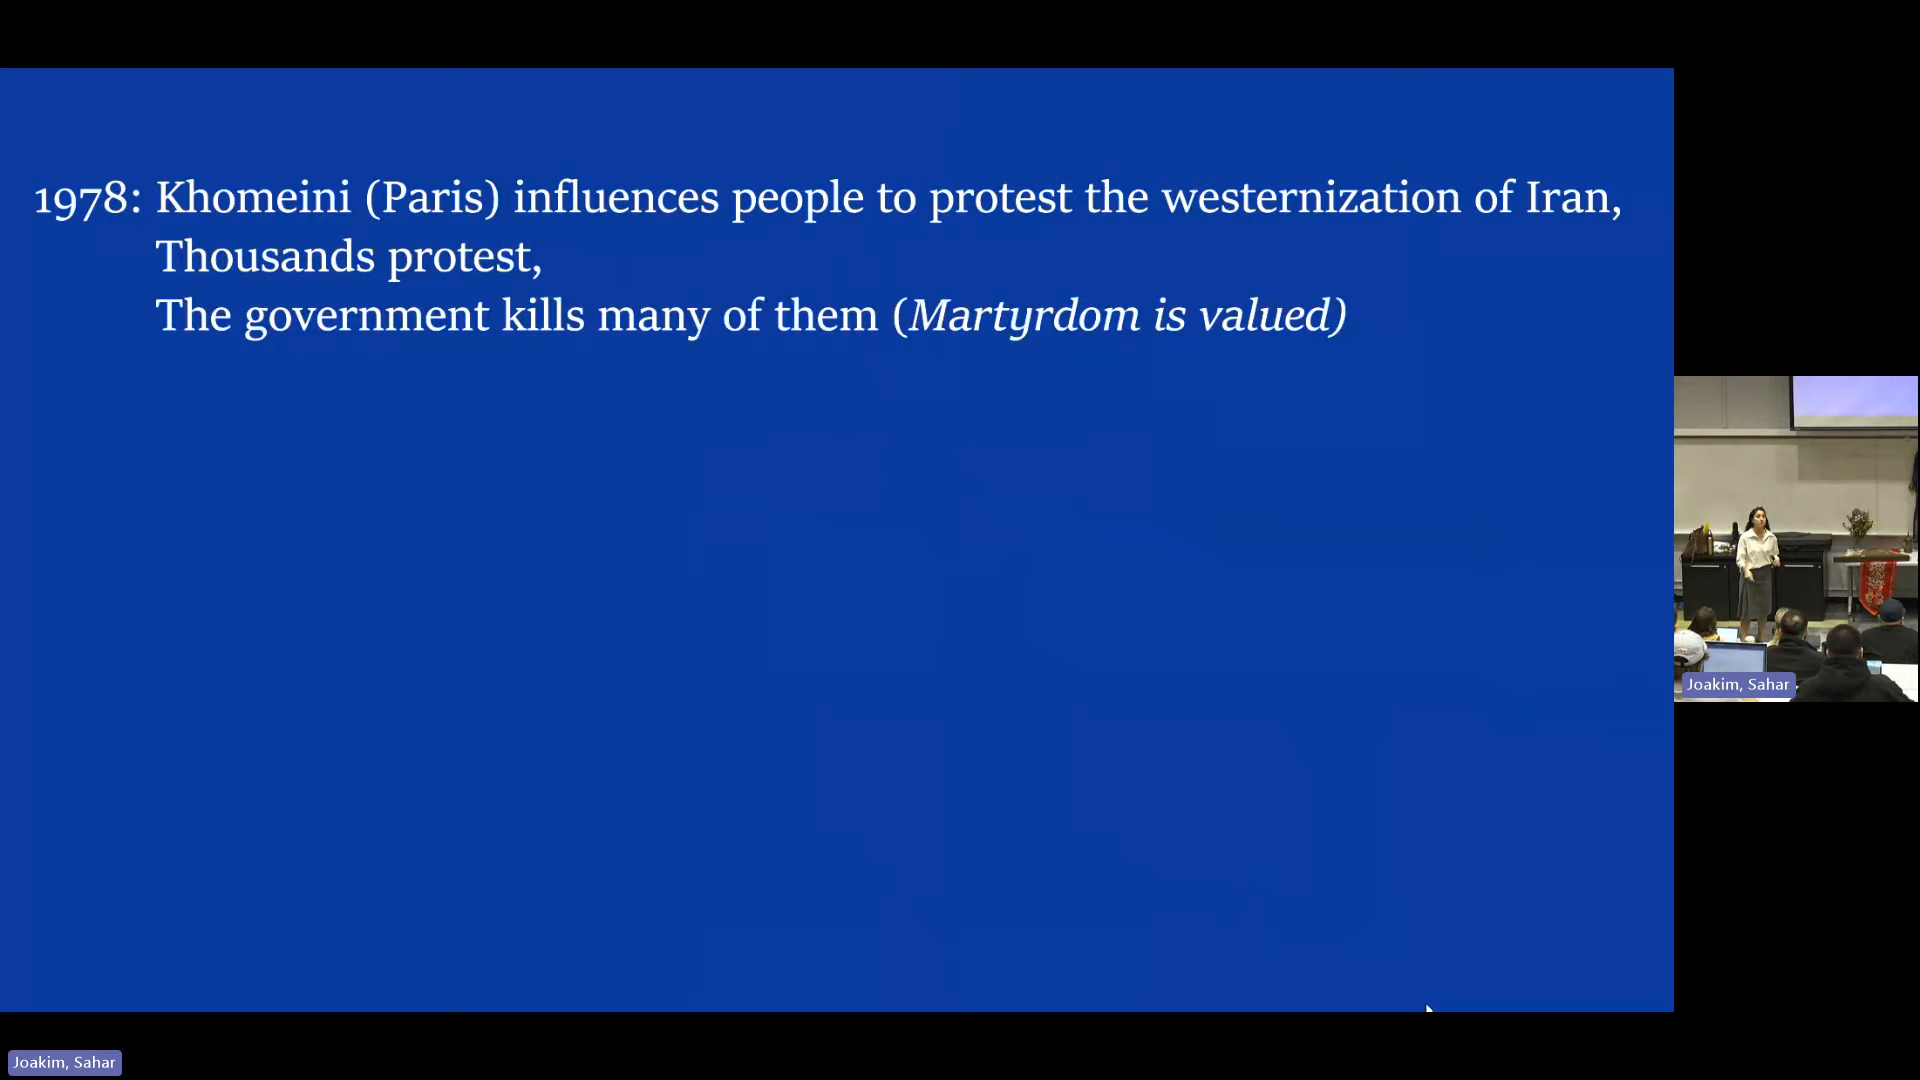 1978: Khomeini (Paris) influences people to protest the westernization of Iran,
Thousands protest,
The government kills many of them (Martyrdom is valued)
Joakim, Sahar
Joakim, Sahar